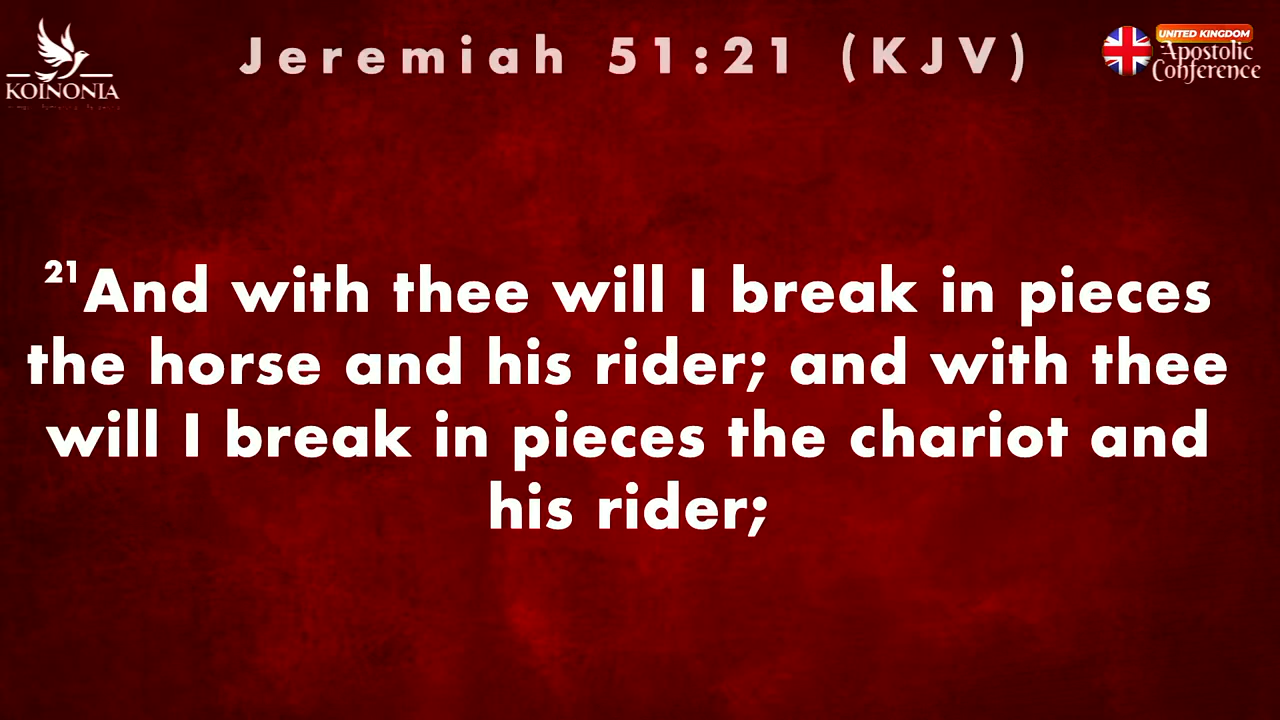 Jeremiah 51:21 (KJV)
KOINONIA
UNITED KINGDOM
Apostolic
Conference
21And with thee will I break in pieces
the horse and his rider; and with thee
will I break in pieces the chariot and
his rider;